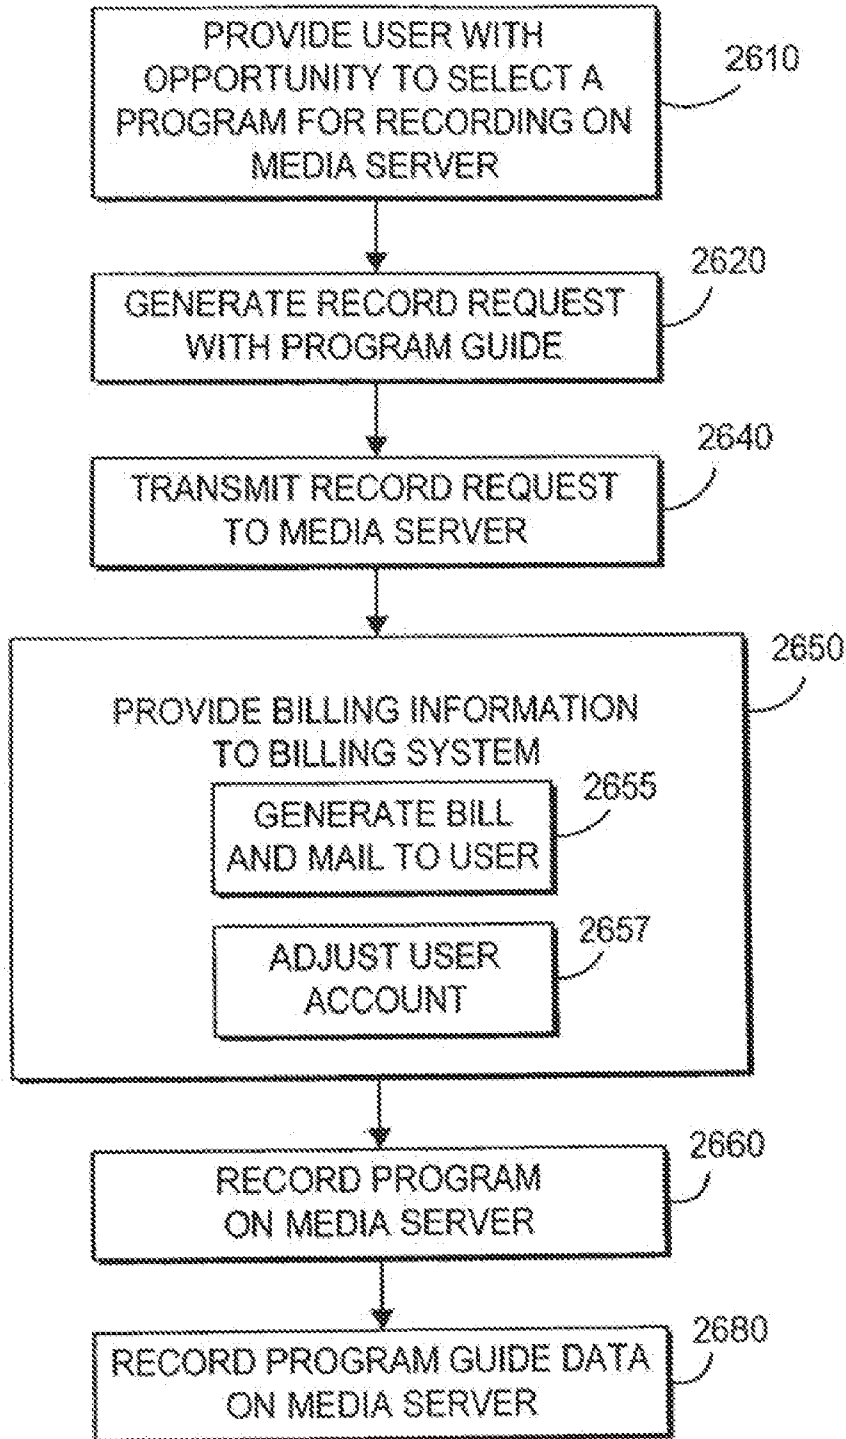 PROVIDE USER WITH
OPPORTUNITY TO SELECT A
PROGRAM FOR RECORDING ON
MEDIA SERVER
2610
GENERATE RECORD REQUEST
WITH PROGRAM GUIDE
2620
TRANSMIT RECORD REQUEST
TO MEDIA SERVER
2640
PROVIDE BILLING INFORMATION
TO BILLING SYSTEM
2650
GENERATE BILL
AND MAIL TO USER
2655
ADJUST USER
ACCOUNT
2657
RECORD PROGRAM
ON MEDIA SERVER
2660
RECORD PROGRAM GUIDE DATA
ON MEDIA SERVER
2680